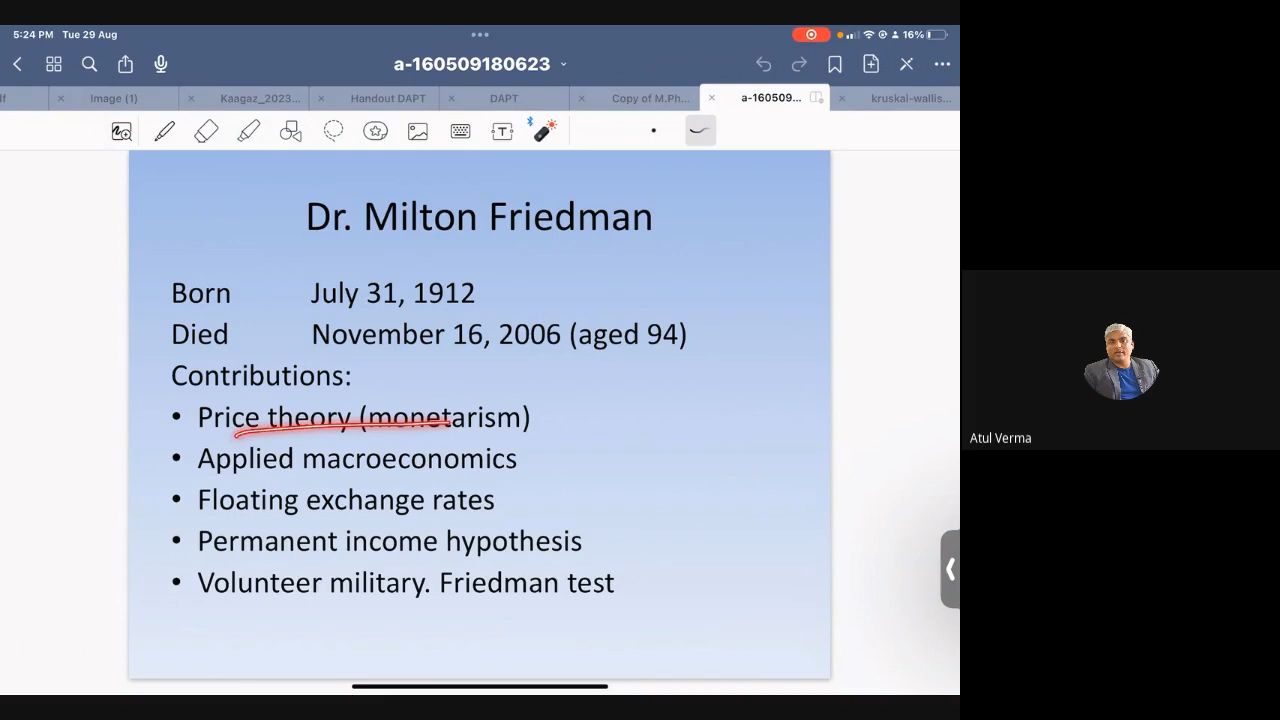 5:24 PM Tue 29 Aug
16%
a-160509180623
Image (1)
Kaagaz_2023...
Handout DAPT
DAPT
Copy of M.Ph...
a-160509...
kruskal-wallis...
T
Dr. Milton Friedman
Born July 31, 1912
Died November 16, 2006 (aged 94)
Contributions:
• Price theory (monetarism)
• Applied macroeconomics
• Floating exchange rates
• Permanent income hypothesis
• Volunteer military. Friedman test
Atul Verma